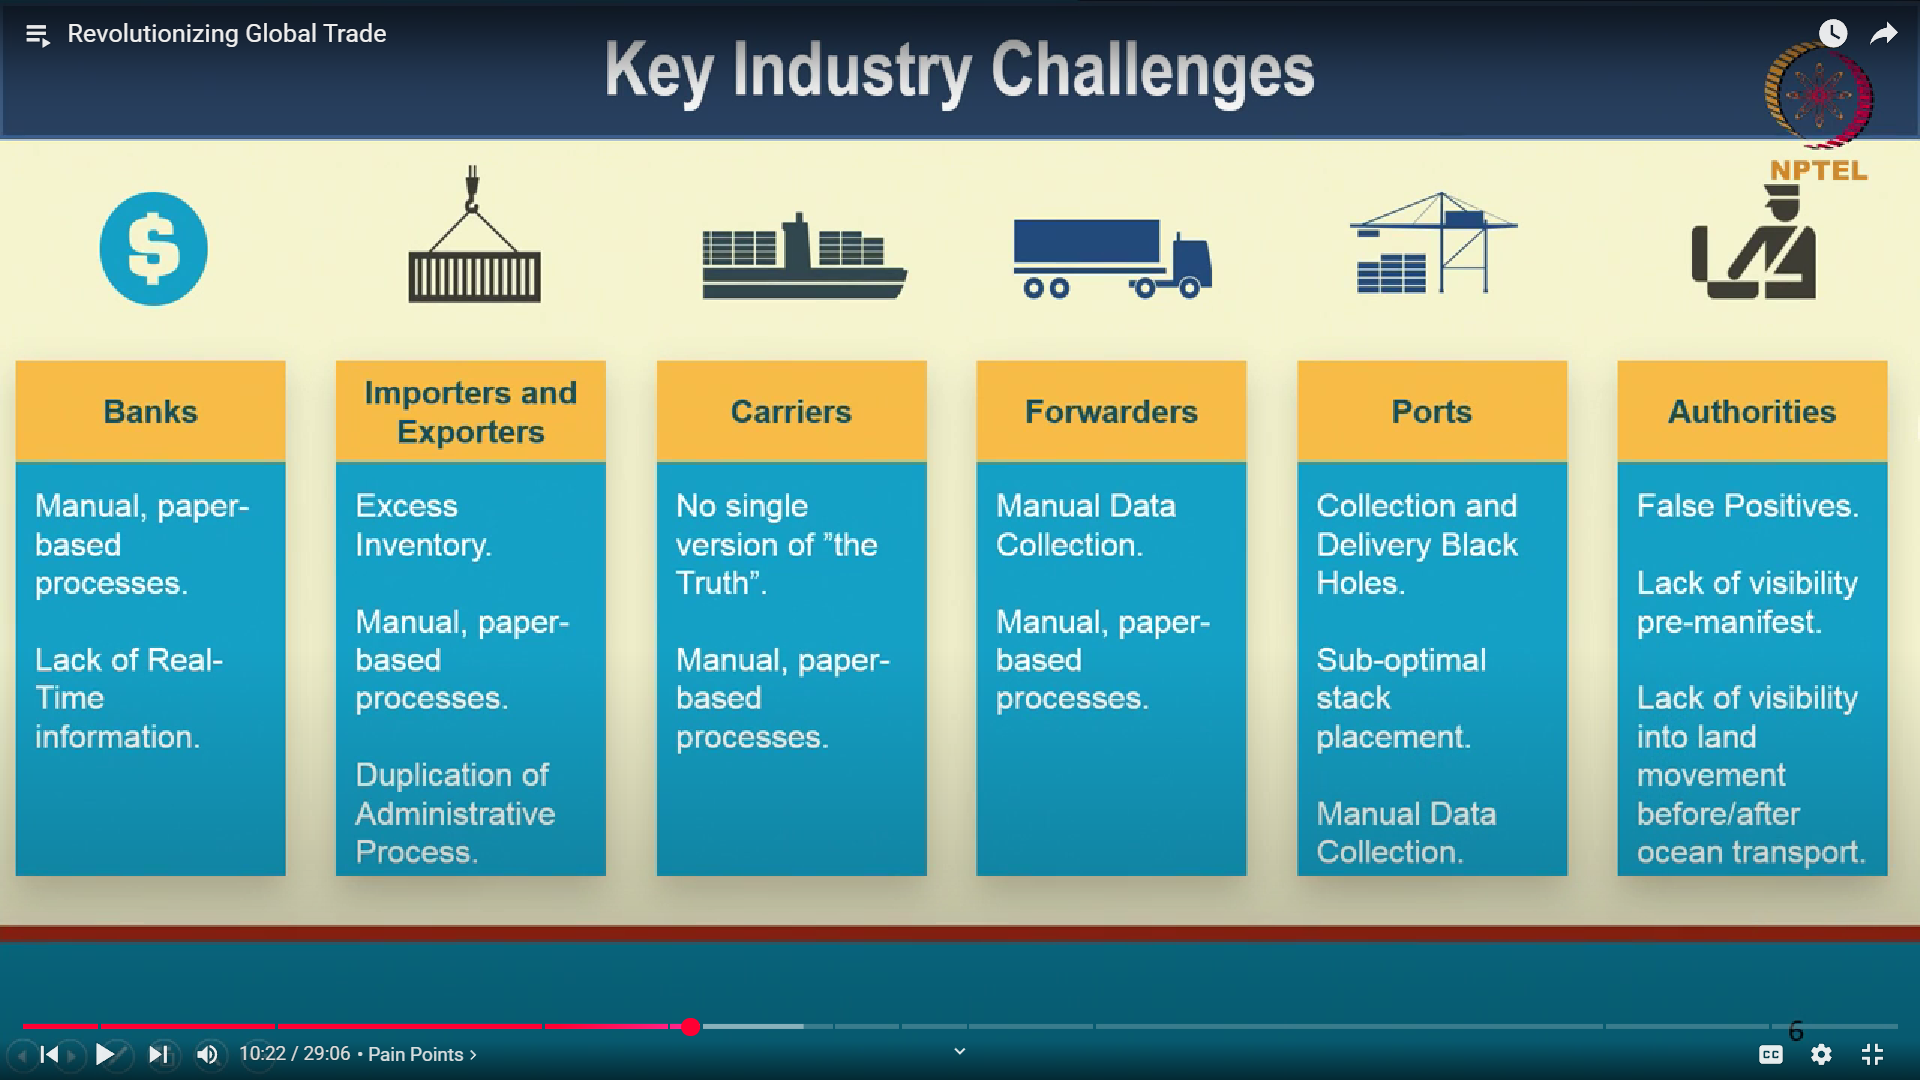 Revolutionizing Global Trade
Key Industry Challenges
NPTEL
$
Banks
Manual, paper-
based
processes.
Lack of Real-
Time
information.
Importers and
Exporters
Excess
Inventory.
Manual, paper-
based
processes.
Duplication of
Administrative
Process.
Carriers
No single
version of ”the
Truth”.
Manual, paper-
based
processes.
Forwarders
Manual Data
Collection.
Manual, paper-
based
processes.
Ports
Collection and
Delivery Black
Holes.
Sub-optimal
stack
placement.
Manual Data
Collection.
Authorities
False Positives.
Lack of visibility
pre-manifest.
Lack of visibility
into land
movement
before/after
ocean transport.
6
10:22 / 29:06 • Pain Points
CC